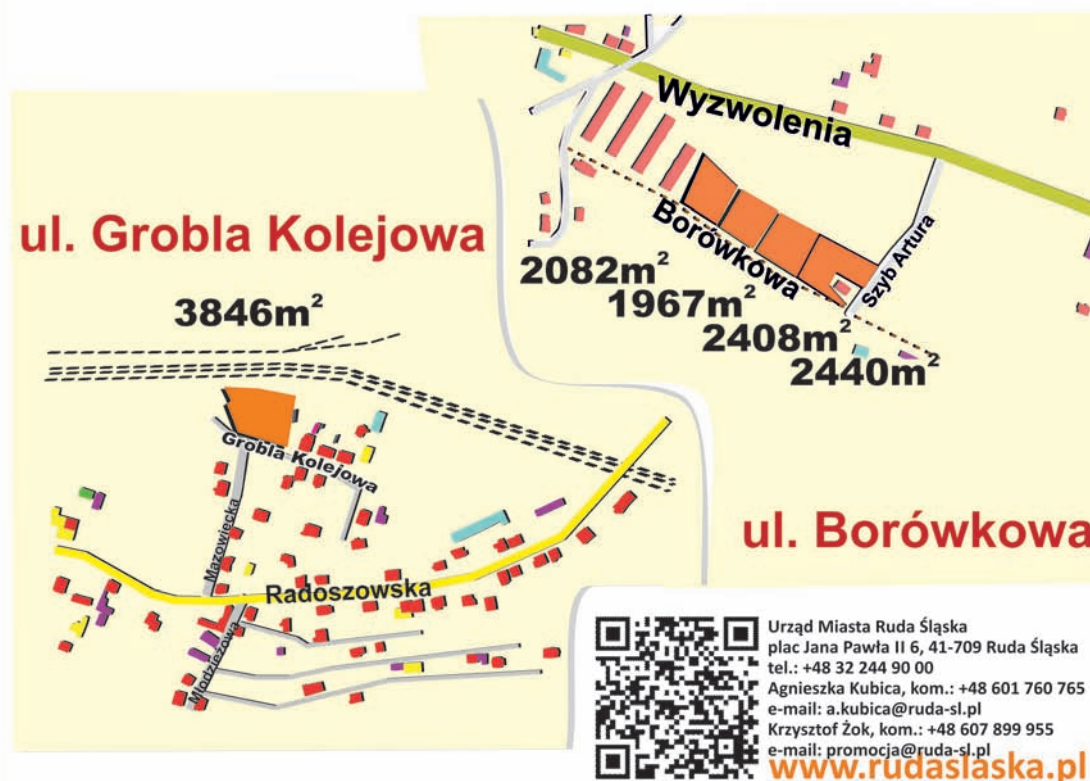 Wyzwolenia
ul. Grobla Kolejowa
Borówkowa
Szyb Artura
2082m²
1967m²
2408m²
2440m²
3846m²
Grobla Kolejowa
Mazowiecka
Radoszowska
Młodzieżowa
ul. Borówkowa
Urząd Miasta Ruda Śląska
plac Jana Pawła II 6, 41-709 Ruda Śląska
tel.: +48 32 244 90 00
Agnieszka Kubica, kom.: +48 601 760 765
e-mail: a.kubica@ruda-sl.pl
Krzysztof Żok, kom.: +48 607 899 955
e-mail: promocja@ruda-sl.pl
www.rudaslaska.pl